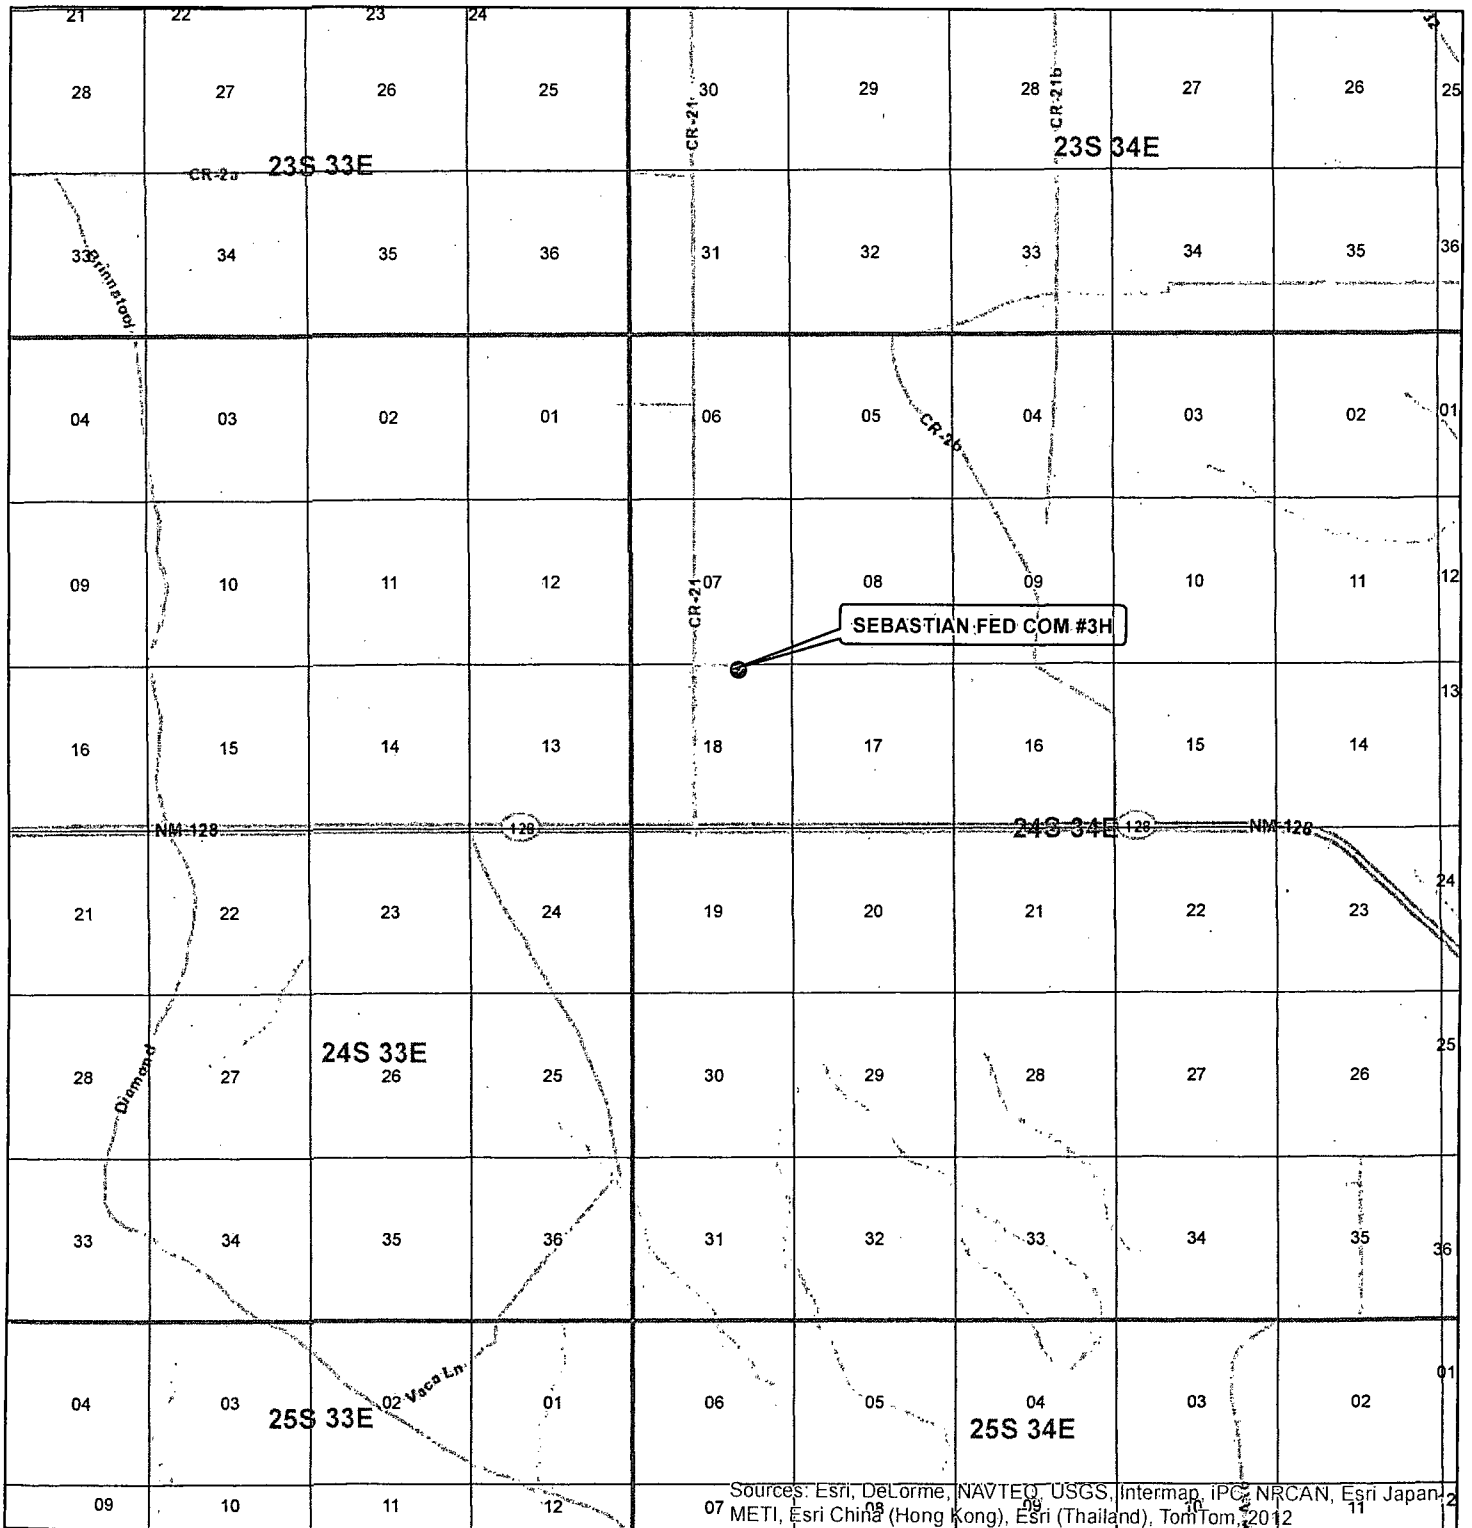 21 22 23 24 32
28 27 26 25 CR-21 30 29 28 CR-21b 27 26 25
23S 33E 23S 34E
CR-2a
33 34 35 36 31 32 33 34 35 36
Brinnstool
04 03 02 01 06 05 04 03 02 01
CR-2b
09 10 11 12 CR-21 07 08 09 10 11 12
SEBASTIAN FED COM #3H
13
16 15 14 13 18 17 16 15 14
NM-128 128 24S 34E 128 NM-128
24
21 22 23 24 19 20 21 22 23
24S 33E
25
28 Diamond 27 26 25 30 29 28 27 26
33 34 35 36 31 32 33 34 35 36
01
Vaca Ln
04 03 02 01 06 05 04 03 02
25S 33E 25S 34E
09 10 11 12 07 08 09 10 11 12
Sources: Esri, DeLorme, NAVTEQ, USGS, Intermap, iPC, NRCAN, Esri Japan,
METI, Esri China (Hong Kong), Esri (Thailand), TomTom, 2012